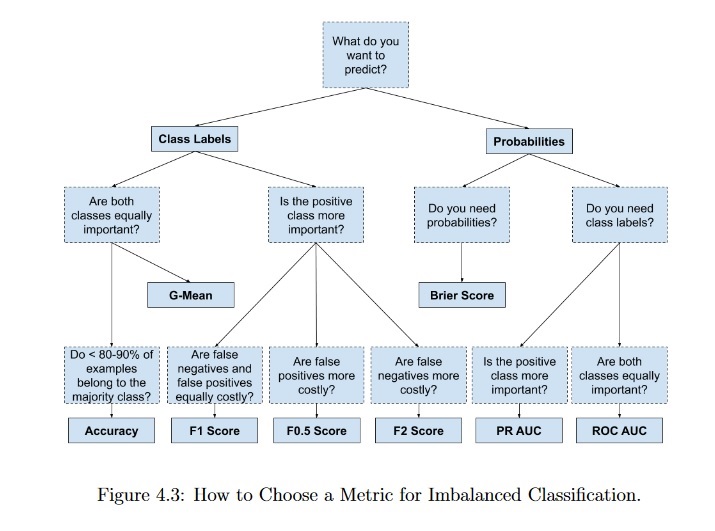 What do you
want to
predict?
Class Labels
Probabilities
Are both
classes equally
important?
Is the positive
class more
important?
Do you need
probabilities?
Do you need
class labels?
G-Mean
Brier Score
Do < 80-90% of
examples
belong to the
majority class?
Are false
negatives and
false positives
equally costly?
Are false
positives more
costly?
Are false
negatives more
costly?
Is the positive
class more
important?
Are both
classes equally
important?
Accuracy
F1 Score
F0.5 Score
F2 Score
PR AUC
ROC AUC
Figure 4.3: How to Choose a Metric for Imbalanced Classification.